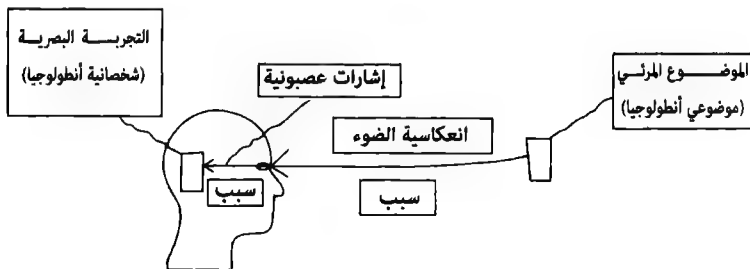 الموضوع المرئي
(موضوعي أنطولوجيا)
انعكاسية الضوء
سبب
إشارات عصبونية
سبب
التجربة البصرية
(شخصانية أنطولوجيا)